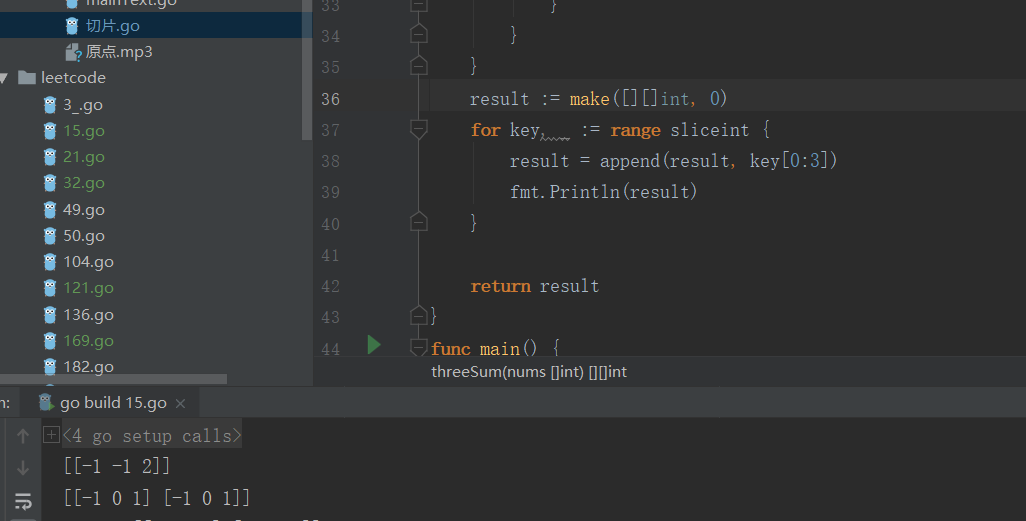 mainText.go
切片.go
原点.mp3
leetcode
3_.go
15.go
21.go
32.go
49.go
50.go
104.go
121.go
136.go
169.go
182.go
33 }
34 }
35 }
36 result := make([][]int, 0)
37 for key, _ := range sliceint {
38 result = append(result, key[0:3])
39 fmt.Println(result)
40 }
41
42 return result
43 }
44 func main() {
threeSum(nums []int) [][]int
n: go build 15.go ×
<4 go setup calls>
[[-1 -1 2]]
[[-1 0 1] [-1 0 1]]